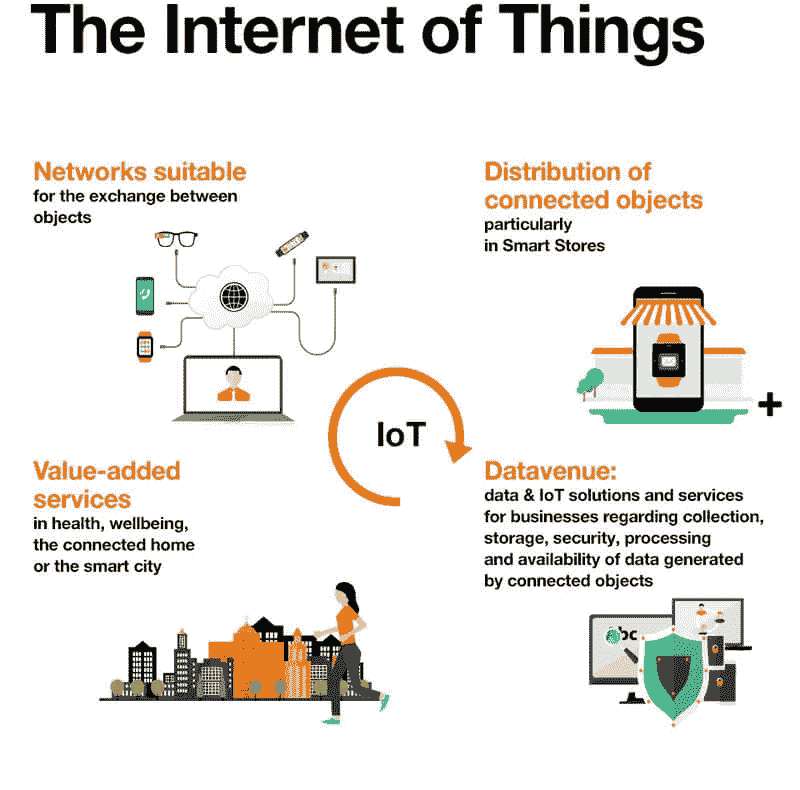 The Internet of Things
Networks suitable
for the exchange between
objects
Distribution of
connected objects
particularly
in Smart Stores
+
IoT
Value-added
services
in health, wellbeing,
the connected home
or the smart city
Datavenue:
data & IoT solutions and services
for businesses regarding collection,
storage, security, processing
and availability of data generated
by connected objects
bc